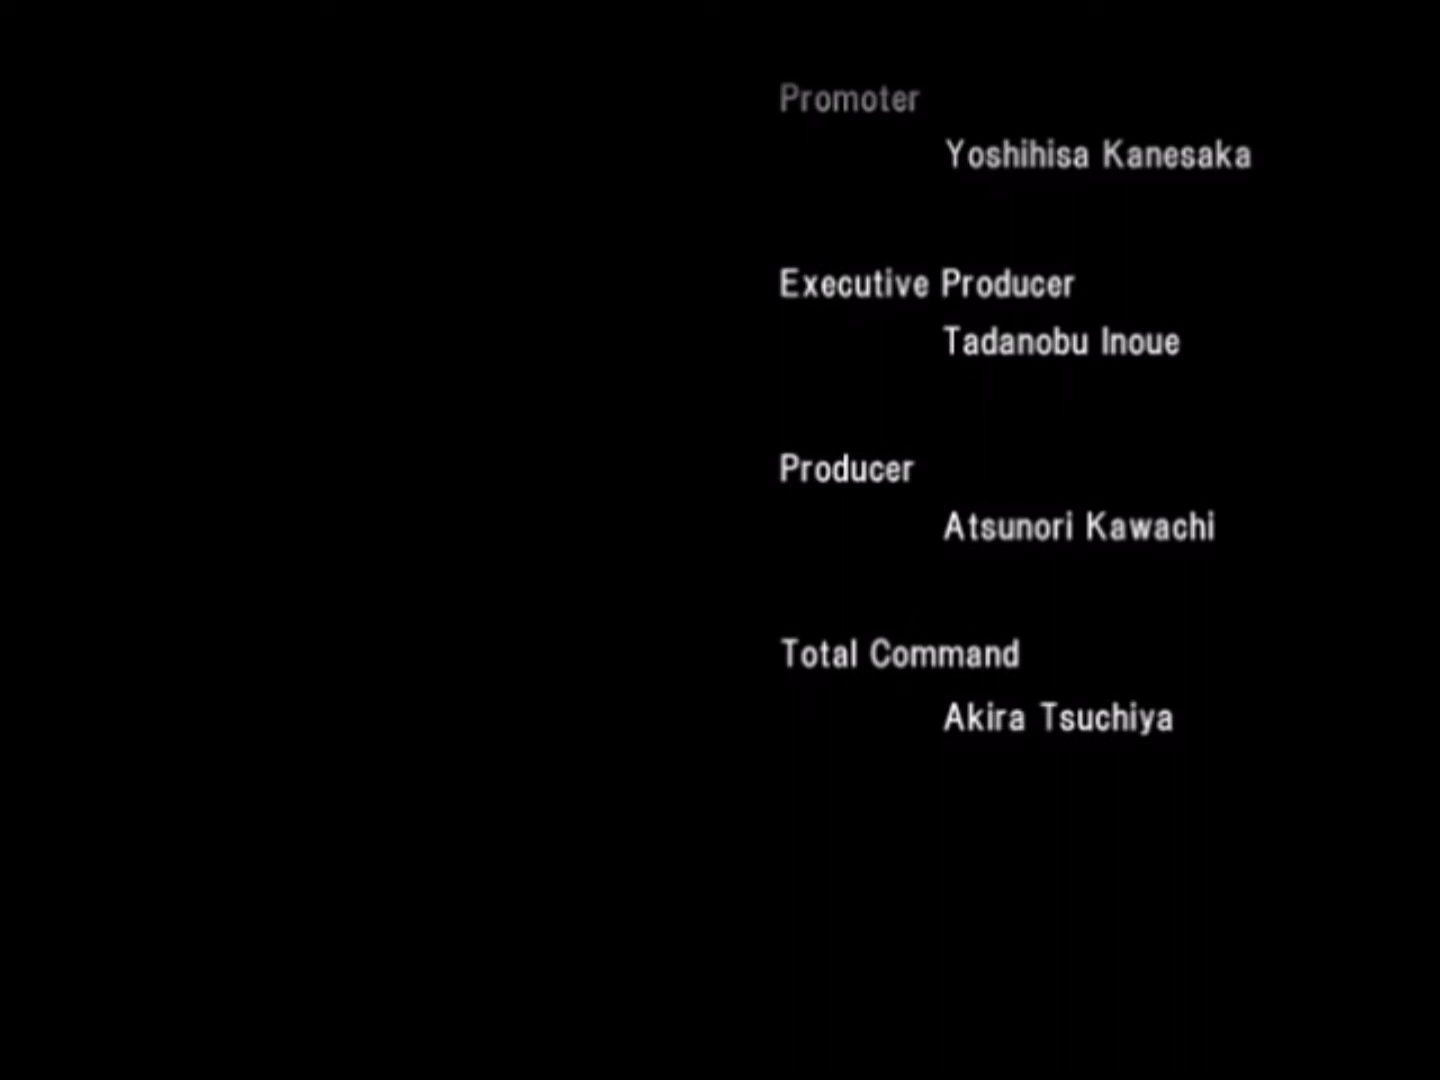 Promoter
Yoshihisa Kanesaka
Executive Producer
Tadanobu Inoue
Producer
Atsunori Kawachi
Total Command
Akira Tsuchiya